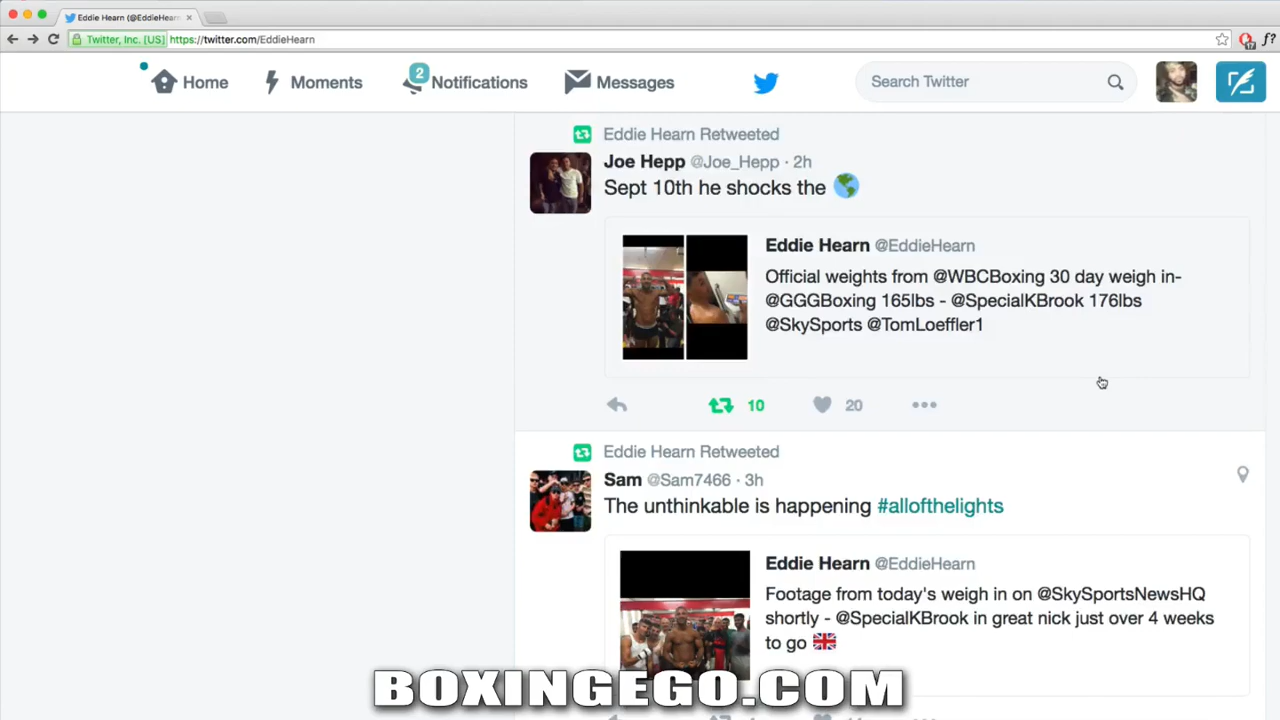 Eddie Hearn (@EddieHearn
Twitter, Inc. [US] https://twitter.com/EddieHearn
17
f?
Home
Moments
2
Notifications
Messages
Search Twitter
Eddie Hearn Retweeted
Joe Hepp @Joe_Hepp · 2h
Sept 10th he shocks the 🌎
Eddie Hearn @EddieHearn
Official weights from @WBCBoxing 30 day weigh in-
@GGGBoxing 165lbs - @SpecialKBrook 176lbs
@SkySports @TomLoeffler1
10
20
Eddie Hearn Retweeted
Sam @Sam7466 · 3h
The unthinkable is happening #allofthelights
Eddie Hearn @EddieHearn
Footage from today's weigh in on @SkySportsNewsHQ
shortly - @SpecialKBrook in great nick just over 4 weeks
to go 🇬🇧
BOXINGEGO.COM